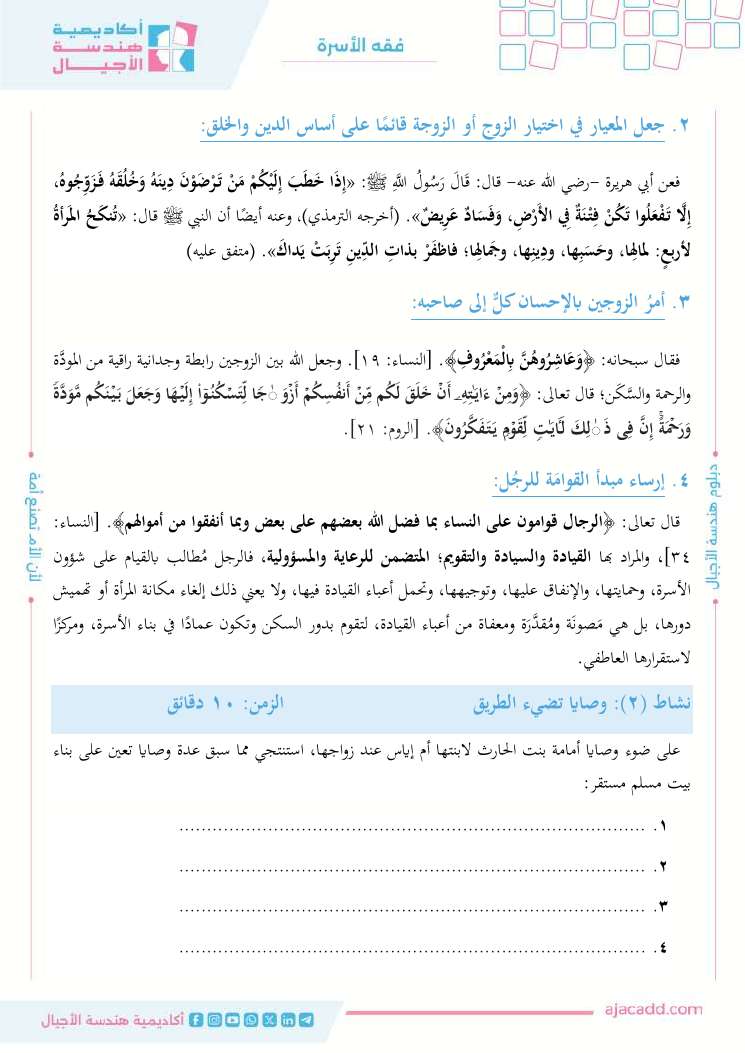 أكاديمية
هندسة
الأجيال
فقه الأسرة
٢. جعل المعيار في اختيار الزوج أو الزوجة قائمًا على أساس الدين والخلق:
فعن أبي هريرة –رضي الله عنه– قال: قَالَ رَسُولُ اللَّهِ ﷺ: «إِذَا خَطَبَ إِلَيْكُمْ مَنْ تَرْضَوْنَ دِينَهُ وَخُلُقَهُ فَزَوِّجُوهُ،
إِلَّا تَفْعَلُوا تَكُنْ فِتْنَةٌ فِي الْأَرْضِ، وَفَسَادٌ عَرِيضٌ». (أخرجه الترمذي)، وعنه أيضًا أن النبي ﷺ قال: «تُنكَحُ المَرأةُ
لأربعٍ: لمالِها، وحَسَبِها، ودِينِها، وجَمالِها؛ فاظفَرْ بذاتِ الدِّينِ تَرِبَتْ يَداكَ». (متفق عليه)
٣. أمرُ الزوجين بالإحسان كلٌّ إلى صاحبه:
فقال سبحانه: ﴿وَعَاشِرُوهُنَّ بِالْمَعْرُوفِ﴾. [النساء: ١٩]. وجعل الله بين الزوجين رابطة وجدانية راقية من المودَّة
والرحمة والسَّكَن؛ قال تعالى: ﴿وَمِنْ ءَايَٰتِهِۦٓ أَنْ خَلَقَ لَكُم مِّنْ أَنفُسِكُمْ أَزْوَٰجًا لِّتَسْكُنُوٓا۟ إِلَيْهَا وَجَعَلَ بَيْنَكُم مَّوَدَّةً
وَرَحْمَةً ۚ إِنَّ فِى ذَٰلِكَ لَـَٔايَٰتٍ لِّقَوْمٍ يَتَفَكَّرُونَ﴾. [الروم: ٢١].
٤. إرساء مبدأ القوامَة للرجُل:
قال تعالى: ﴿الرجال قوامون على النساء بما فضل الله بعضهم على بعض وبما أنفقوا من أموالهم﴾. [النساء:
٣٤]، والمراد بها القيادة والسيادة والتقويم؛ المتضمن للرعاية والمسؤولية، فالرجل مُطالب بالقيام على شؤون
الأسرة، وحمايتها، والإنفاق عليها، وتوجيهها، وتحمل أعباء القيادة فيها، ولا يعني ذلك إلغاء مكانة المرأة أو تهميش
دورها، بل هي مَصونَة ومُقدَّرَة ومعفاة من أعباء القيادة، لتقوم بدور السكن وتكون عمادًا في بناء الأسرة، ومركزًا
لاستقرارها العاطفي.
نشاط (٢): وصايا تضيء الطريق الزمن: ١٠ دقائق
على ضوء وصايا أمامة بنت الحارث لابنتها أم إياس عند زواجها، استنتجي مما سبق عدة وصايا تعين على بناء
بيت مسلم مستقر:
١. ....................................................................................
٢. ....................................................................................
٣. ....................................................................................
٤. ....................................................................................
دبلوم هندسة الأجيال
لأن الأم تصنع أمة
أكاديمية هندسة الأجيال
ajacadd.com